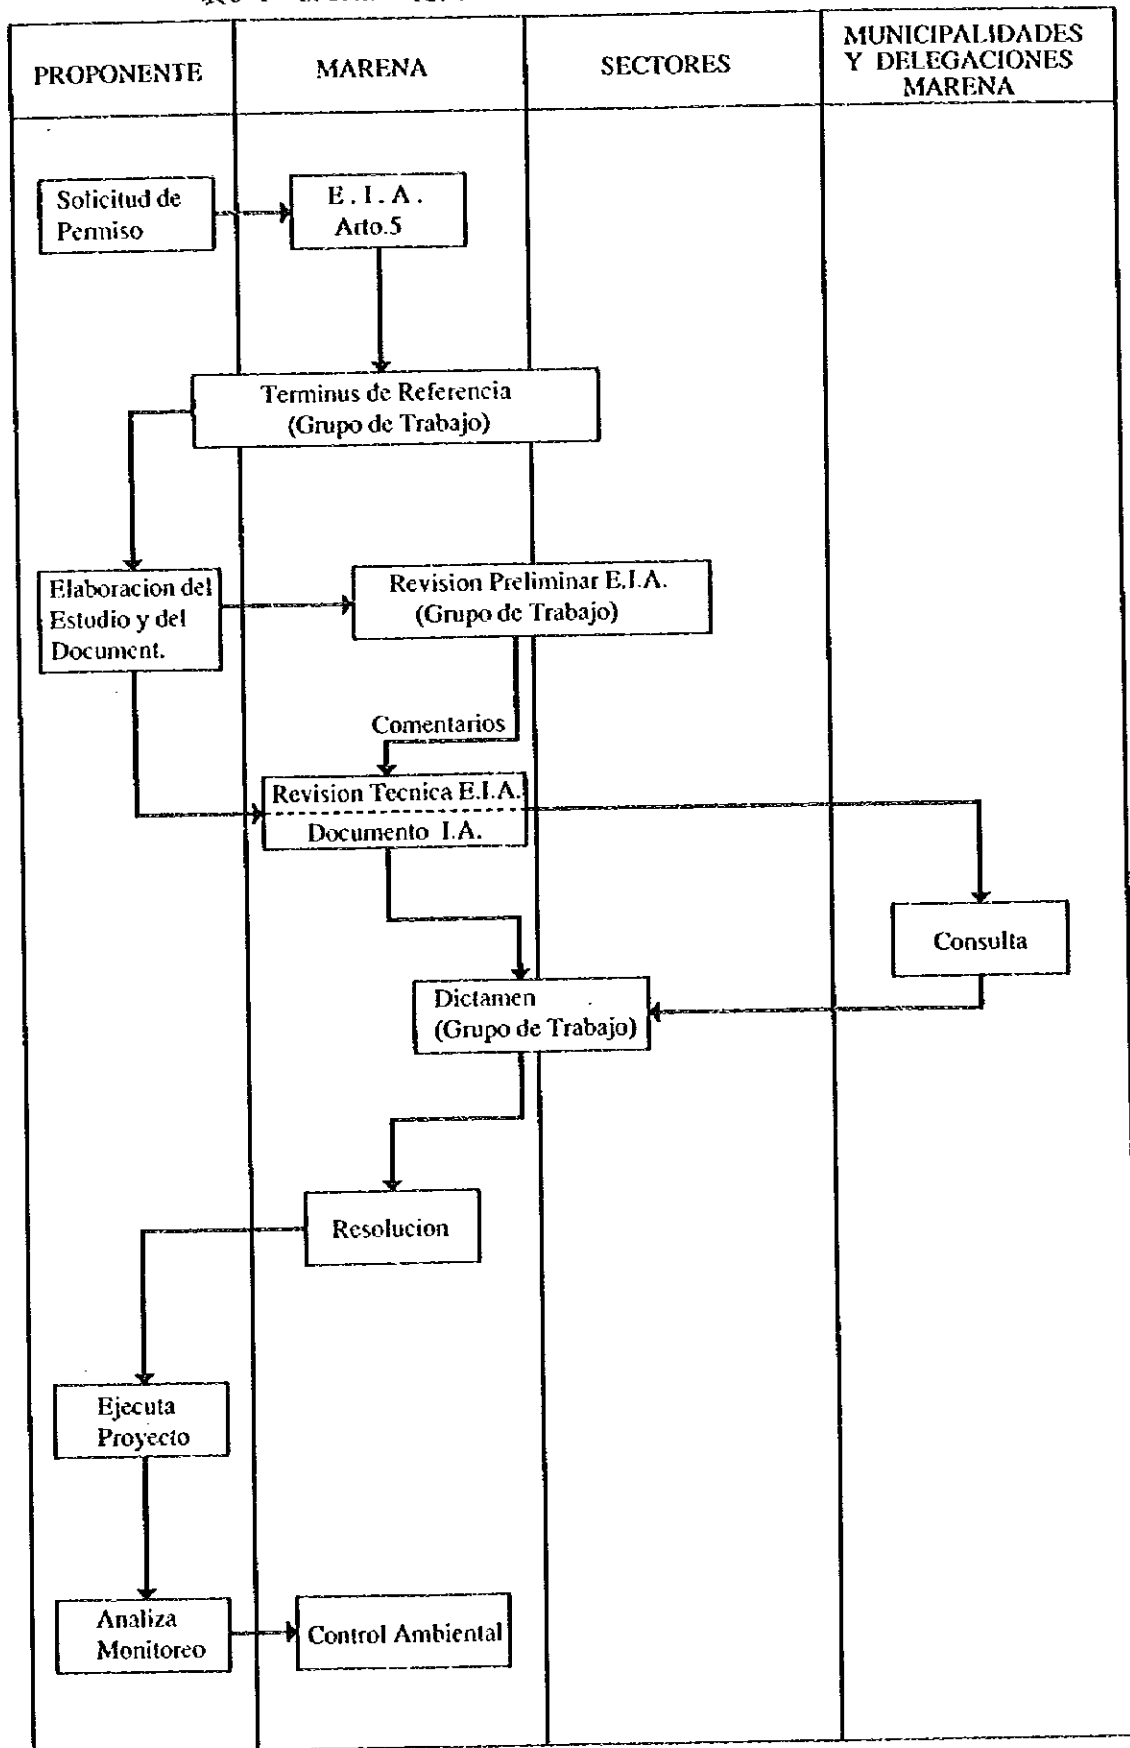 PROPONENTE
MARENA
SECTORES
MUNICIPALIDADES
Y DELEGACIONES
MARENA
Solicitud de
Permiso
E . I . A .
Arto.5
Terminus de Referencia
(Grupo de Trabajo)
Elaboracion del
Estudio y del
Document.
Revision Preliminar E.I.A.
(Grupo de Trabajo)
Comentarios
Revision Tecnica E.I.A.
Documento I.A.
Consulta
Dictamen
(Grupo de Trabajo)
Resolucion
Ejecuta
Proyecto
Analiza
Monitoreo
Control Ambiental